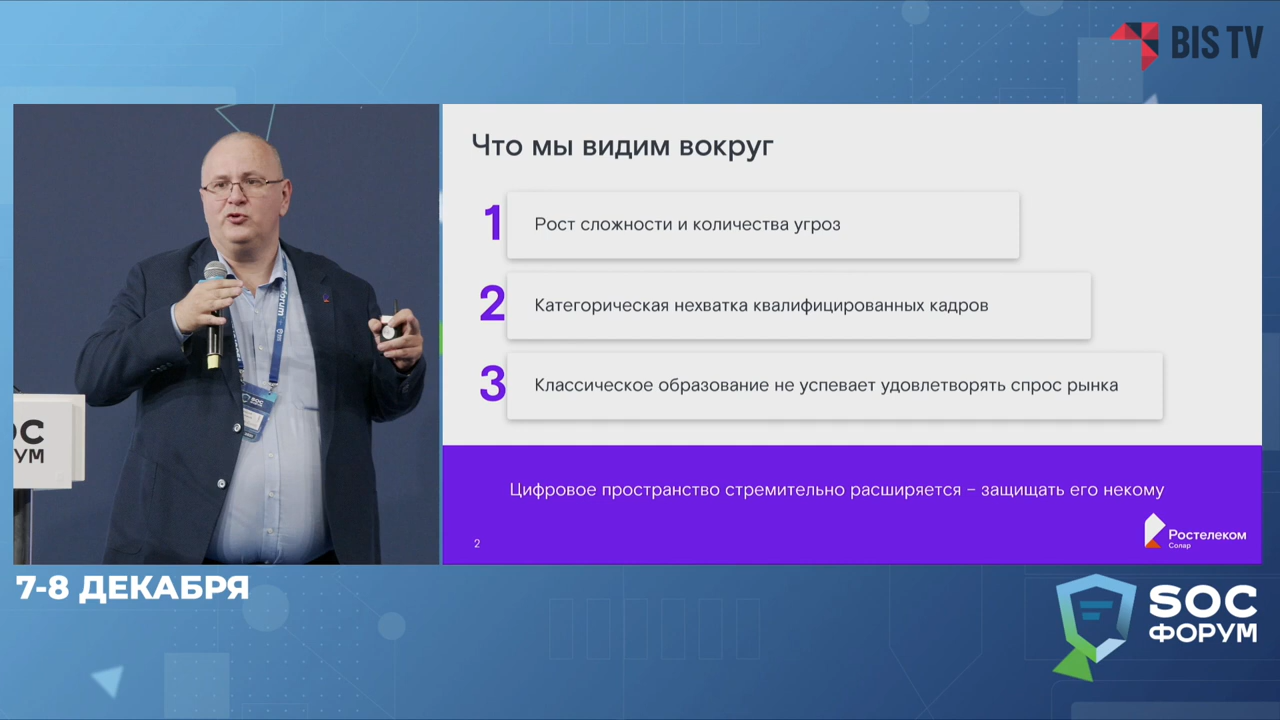 BIS TV
Что мы видим вокруг
1
Рост сложности и количества угроз
2
Категорическая нехватка квалифицированных кадров
3
Классическое образование не успевает удовлетворять спрос рынка
Цифровое пространство стремительно расширяется – защищать его некому
2
Ростелеком
Солар
forum
SOC
ОС
УМ
7-8 ДЕКАБРЯ
SOC
ФОРУМ